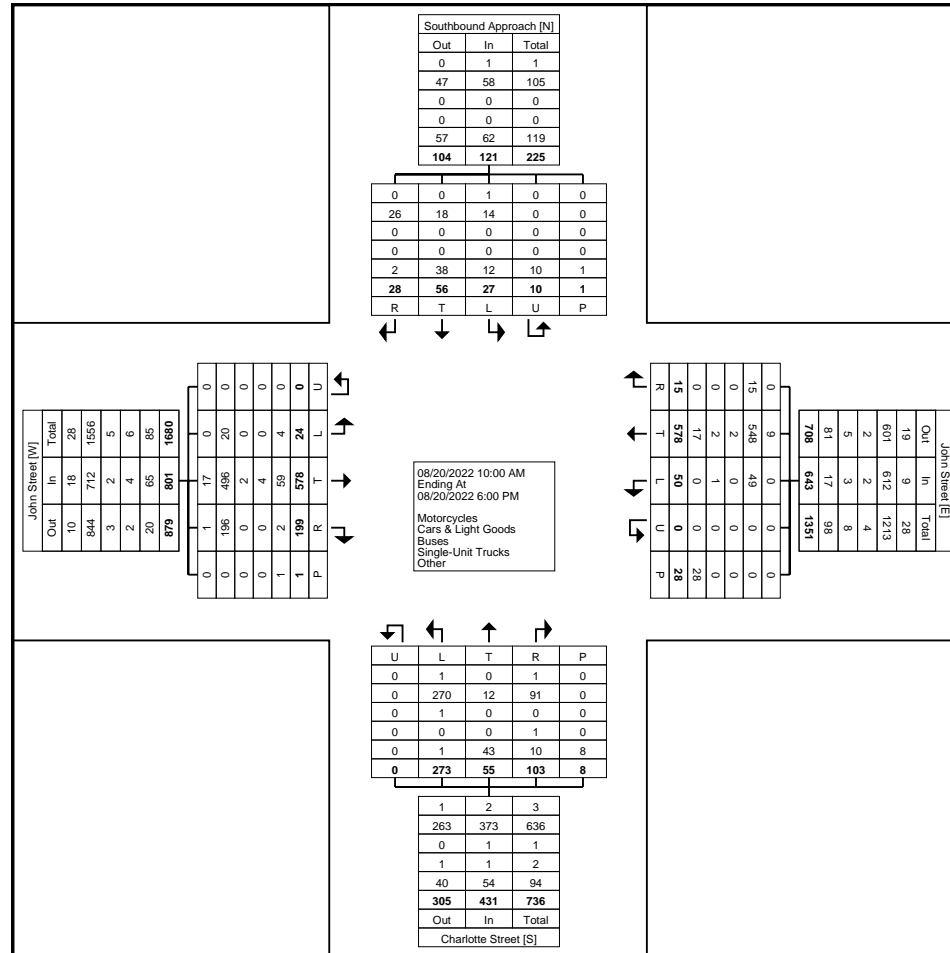 Southbound Approach [N]
Out In Total
0 1 1
47 58 105
0 0 0
0 0 0
57 62 119
104 121 225
0 0 1 0 0
26 18 14 0 0
0 0 0 0 0
0 0 0 0 0
2 38 12 10 1
28 56 27 10 1
R T L U P
U L T R P
0 24 578 199 1
0 4 59 2 1
0 0 4 0 0
0 0 2 0 0
0 20 496 196 0
0 0 17 1 0
1680 801 879
85 65 20
6 4 2
5 2 3
1556 712 844
28 18 10
Total In Out
John Street [W]
08/20/2022 10:00 AM
Ending At
08/20/2022 6:00 PM
Motorcycles
Cars & Light Goods
Buses
Single-Unit Trucks
Other
John Street [E]
Out In Total
19 9 28
601 612 1213
2 2 4
5 3 8
81 17 98
708 643 1351
0 9 0 0 0
15 548 49 0 0
0 2 0 0 0
0 2 1 0 0
0 17 0 0 28
15 578 50 0 28
R T L U P
U L T R P
0 1 0 1 0
0 270 12 91 0
0 1 0 0 0
0 0 0 1 0
0 1 43 10 8
0 273 55 103 8
1 2 3
263 373 636
0 1 1
1 1 2
40 54 94
305 431 736
Out In Total
Charlotte Street [S]